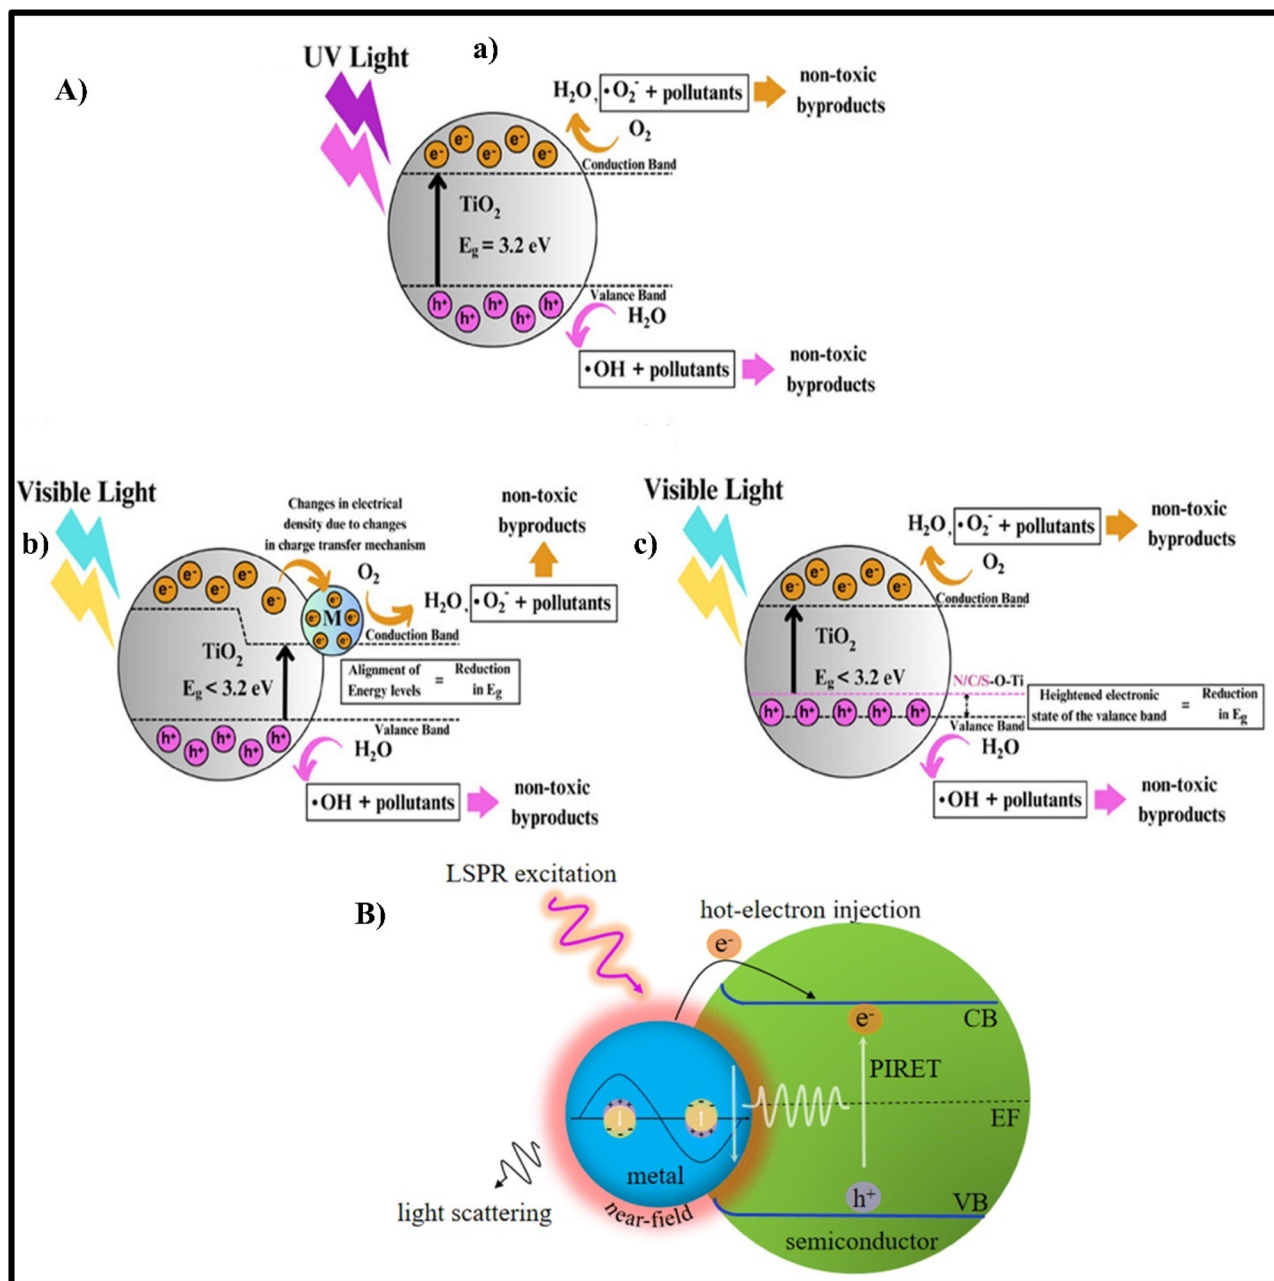 A)
a)
UV Light
H₂O, •O₂⁻ + pollutants
non-toxic
byproducts
O₂
Conduction Band
e⁻ e⁻ e⁻ e⁻ e⁻
TiO₂
E_g = 3.2 eV
Valance Band
h⁺ h⁺ h⁺ h⁺ h⁺
H₂O
•OH + pollutants
non-toxic
byproducts
b)
Visible Light
Changes in electrical
density due to changes
in charge transfer mechanism
non-toxic
byproducts
e⁻ e⁻ e⁻ e⁻ e⁻
O₂
M
e⁻ e⁻ e⁻ e⁻ e⁻
H₂O, •O₂⁻ + pollutants
Conduction Band
TiO₂
E_g < 3.2 eV
Alignment of
Energy levels
=
Reduction
in E_g
Valance Band
h⁺ h⁺ h⁺ h⁺ h⁺
H₂O
•OH + pollutants
non-toxic
byproducts
c)
Visible Light
H₂O, •O₂⁻ + pollutants
non-toxic
byproducts
O₂
e⁻ e⁻ e⁻ e⁻ e⁻
Conduction Band
TiO₂
E_g < 3.2 eV
N/C/S-O-Ti
Heightened electronic
state of the valance band
=
Reduction
in E_g
h⁺ h⁺ h⁺ h⁺ h⁺
Valance Band
H₂O
•OH + pollutants
non-toxic
byproducts
B)
LSPR excitation
hot-electron injection
e⁻
e⁻
CB
PIRET
EF
metal
near-field
light scattering
h⁺
VB
semiconductor